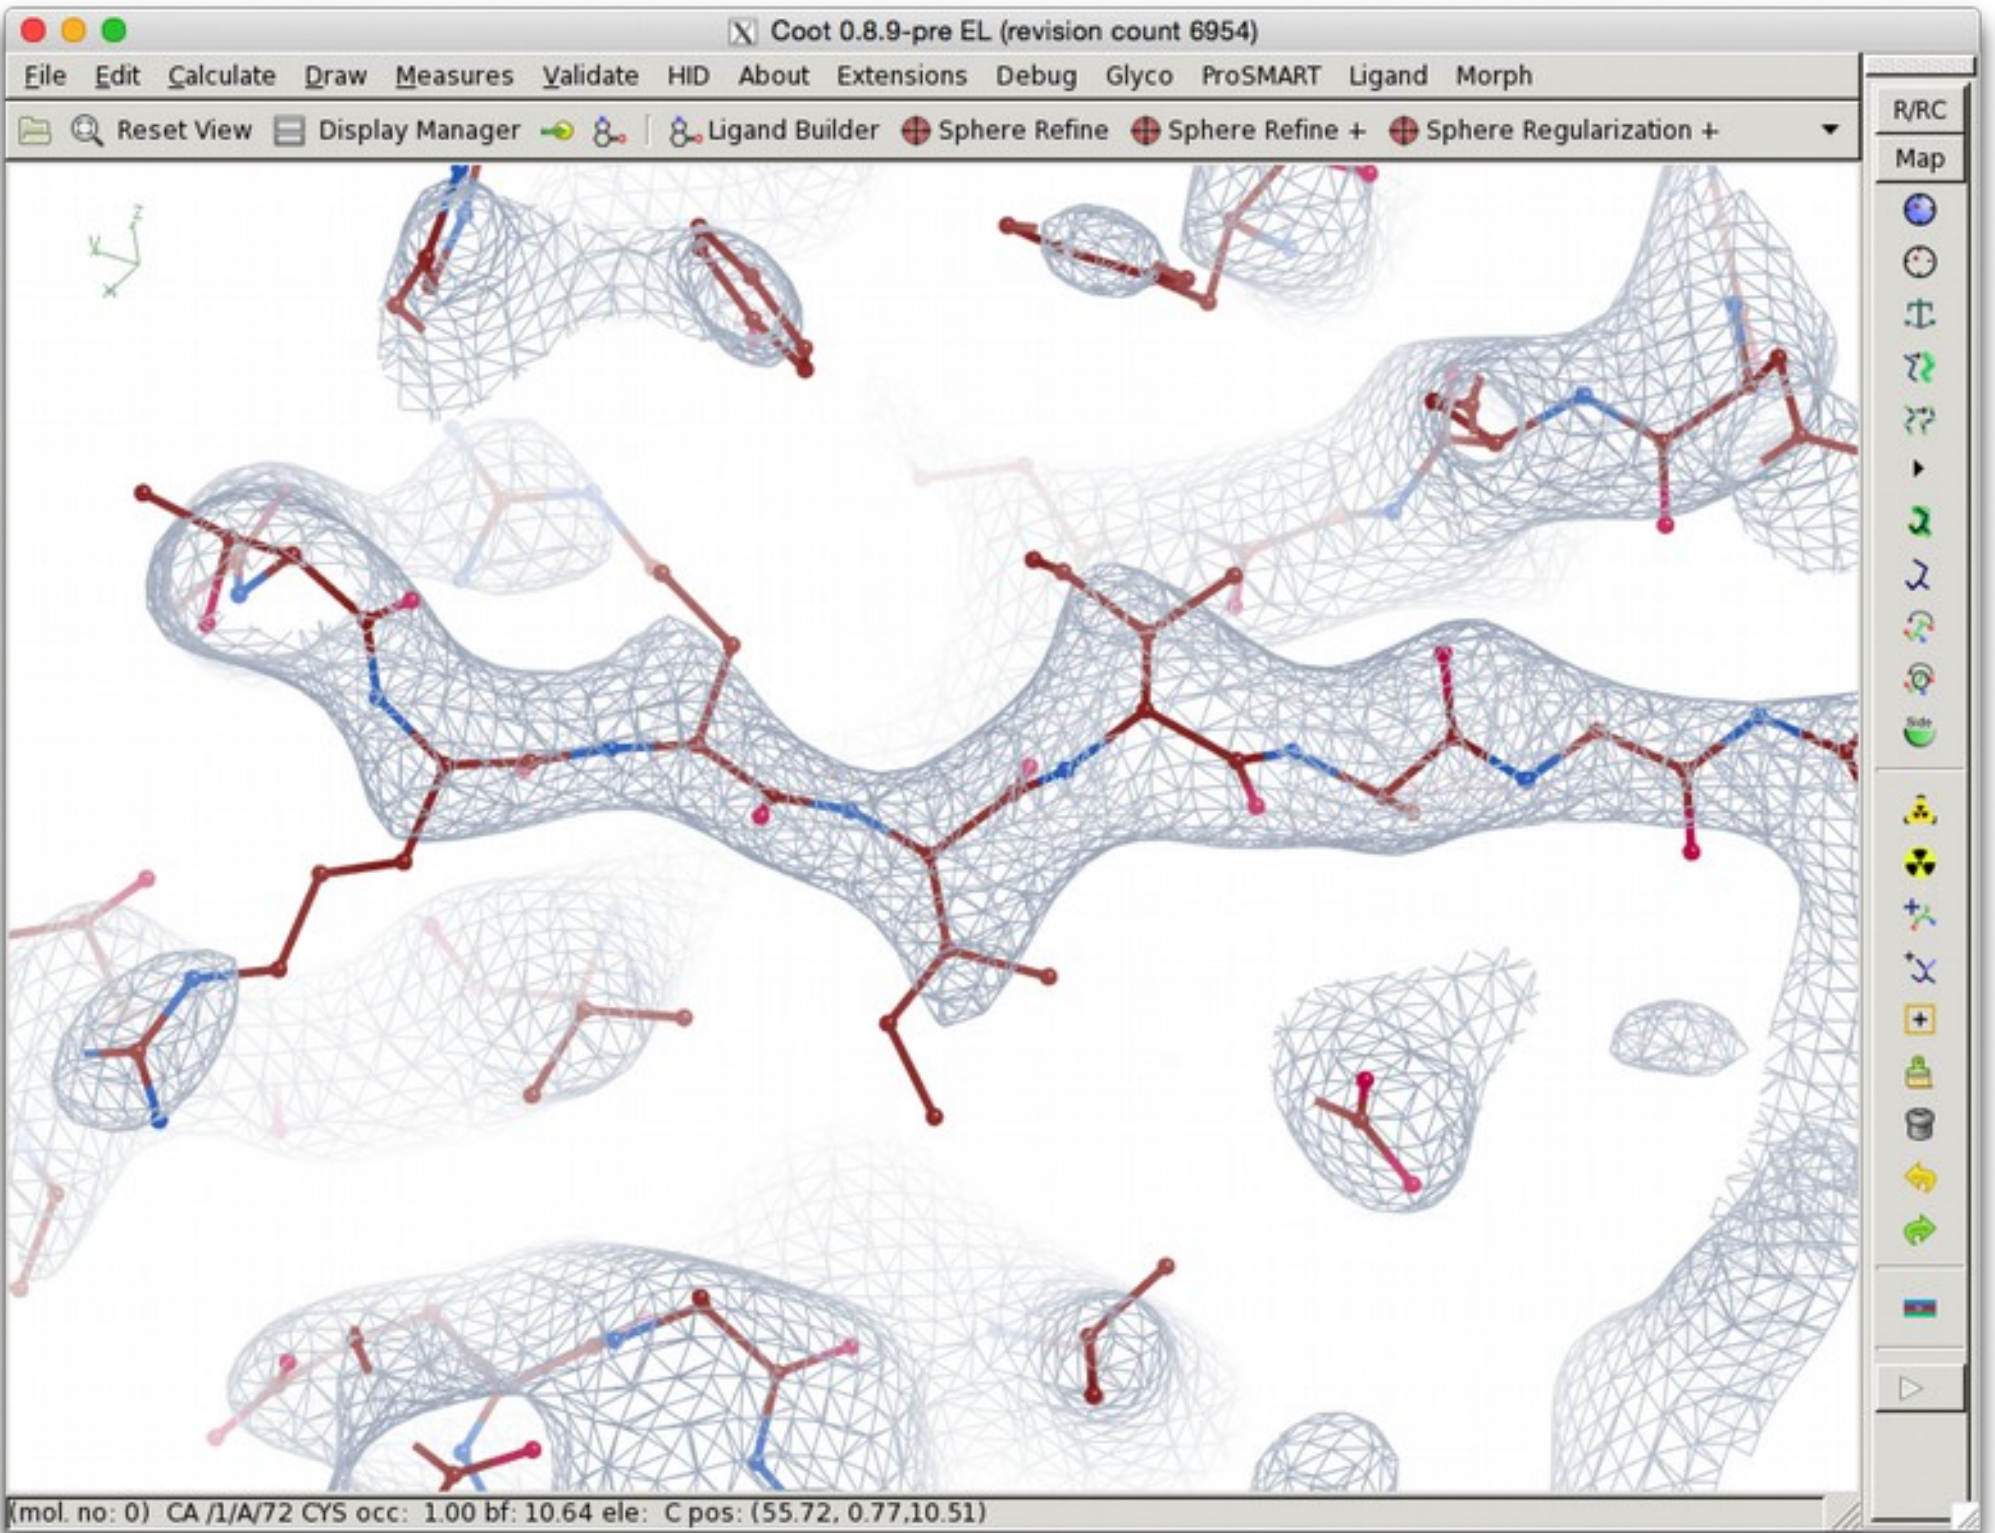 Coot 0.8.9-pre EL (revision count 6954)
File Edit Calculate Draw Measures Validate HID About Extensions Debug Glyco ProSMART Ligand Morph
Reset View Display Manager Ligand Builder Sphere Refine Sphere Refine + Sphere Regularization +
R/RC
Map
z
y
x
Side
(mol. no: 0) CA /1/A/72 CYS occ: 1.00 bf: 10.64 ele: C pos: (55.72, 0.77,10.51)